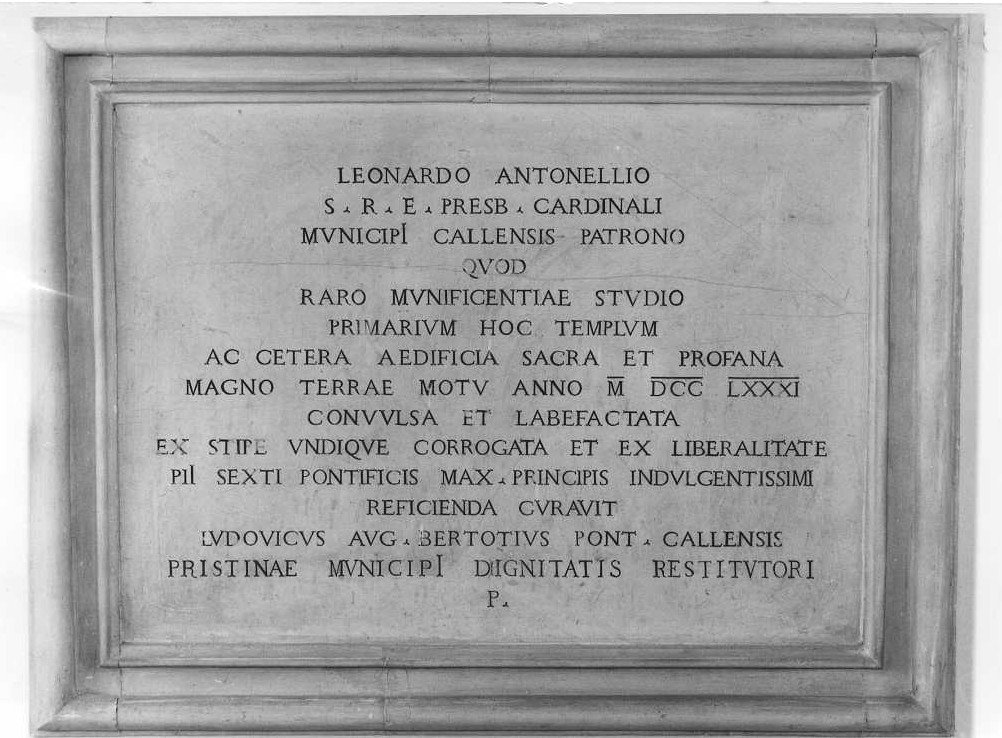 LEONARDO ANTONELLIO
S . R . E . PRESB . CARDINALI
MVNICIPI CALLENSIS PATRONO
QVOD
RARO MVNIFICENTIAE STVDIO
PRIMARIVM HOC TEMPLVM
AC CETERA AEDIFICIA SACRA ET PROFANA
MAGNO TERRAE MOTV ANNO M DCC LXXXI
CONVVLSA ET LABEFACTATA
EX STIPE VNDIQVE CORROGATA ET EX LIBERALITATE
PII SEXTI PONTIFICIS MAX . PRINCIPIS INDVLGENTISSIMI
REFICIENDA CVRAVIT
LVDOVICVS AVG . BERTOTIVS PONT . CALLENSIS
PRISTINAE MVNICIPI DIGNITATIS RESTITVTORI
P .